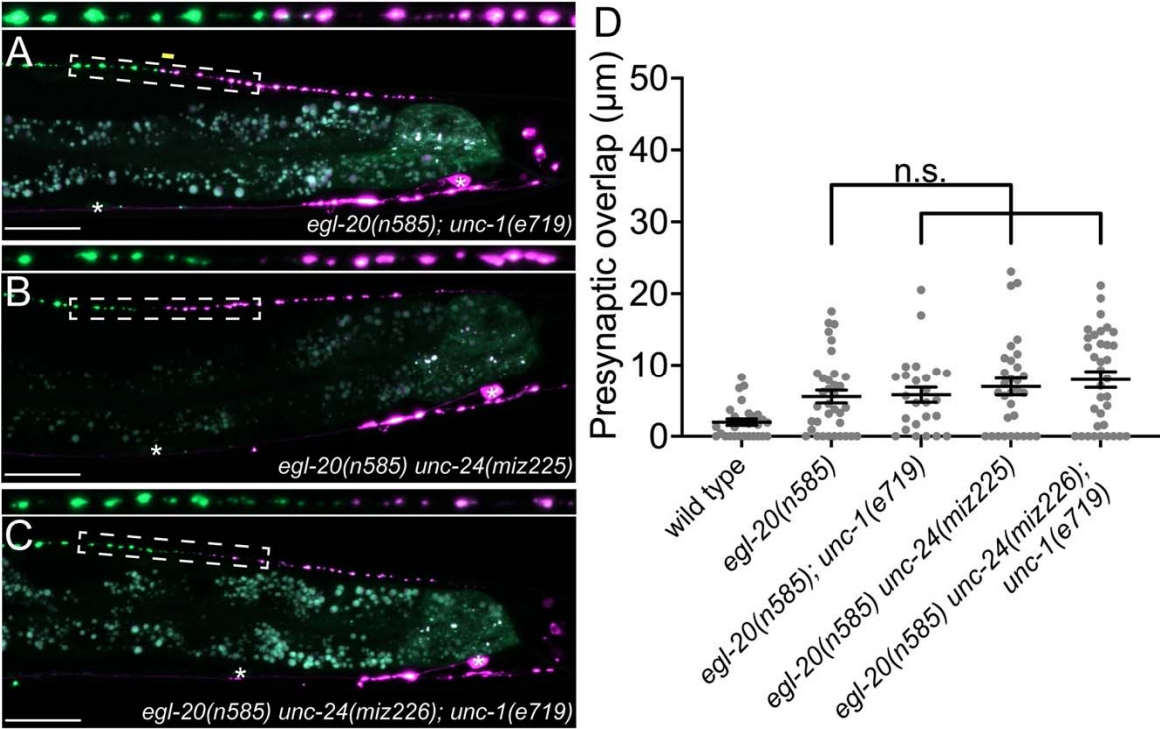 A
egl-20(n585); unc-1(e719)
B
egl-20(n585) unc-24(miz225)
C
egl-20(n585) unc-24(miz226); unc-1(e719)
D
Presynaptic overlap (μm)
50
40
30
20
10
0
n.s.
wild type
egl-20(n585)
egl-20(n585); unc-1(e719)
egl-20(n585) unc-24(miz225)
egl-20(n585) unc-24(miz226);
unc-1(e719)